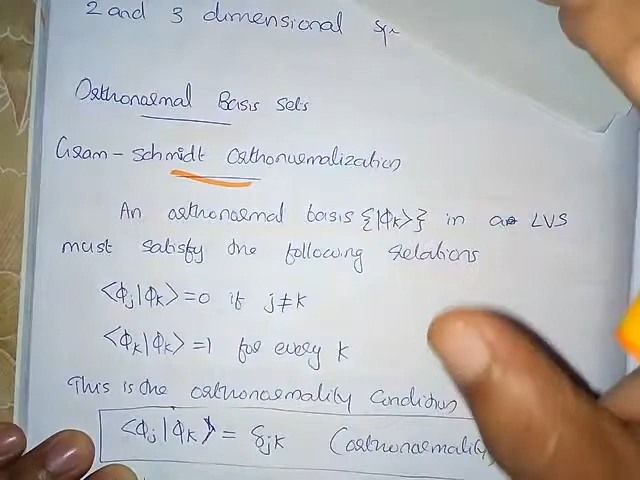 2 and 3 dimensional
Orthonormal Basis sets
Gram-Schmidt Orthonormalization
An orthonormal basis {|Φk>} in a LVS
must satisfy the following relations
<Φj|Φk>=0 if j≠k
<Φk|Φk>=1 for every k
This is the orthonormality condition
<Φj|Φk> = δjk (orthonormality